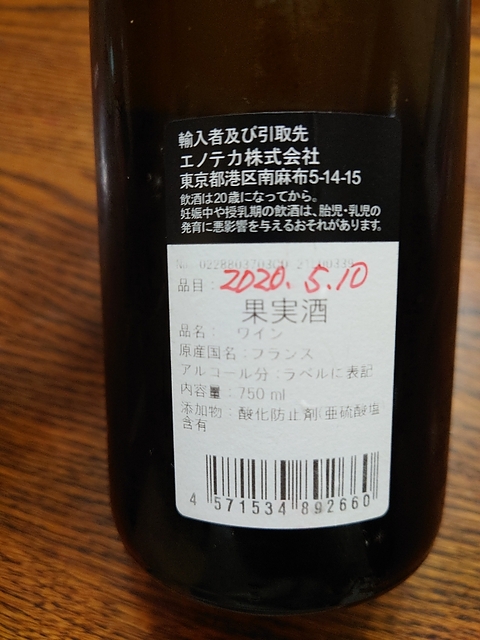 輸入者及び引取先
エノテカ株式会社
東京都港区南麻布5-14-15
飲酒は20歳になってから。
妊娠中や授乳期の飲酒は、胎児・乳児の
発育に悪影響を与えるおそれがあります。
品目: 2020.5.10
果実酒
品名: ワイン
原産国名:フランス
アルコール分:ラベルに表記
内容量:750 ml
添加物:酸化防止剤 亜硫酸塩
含有
4 571534 892660